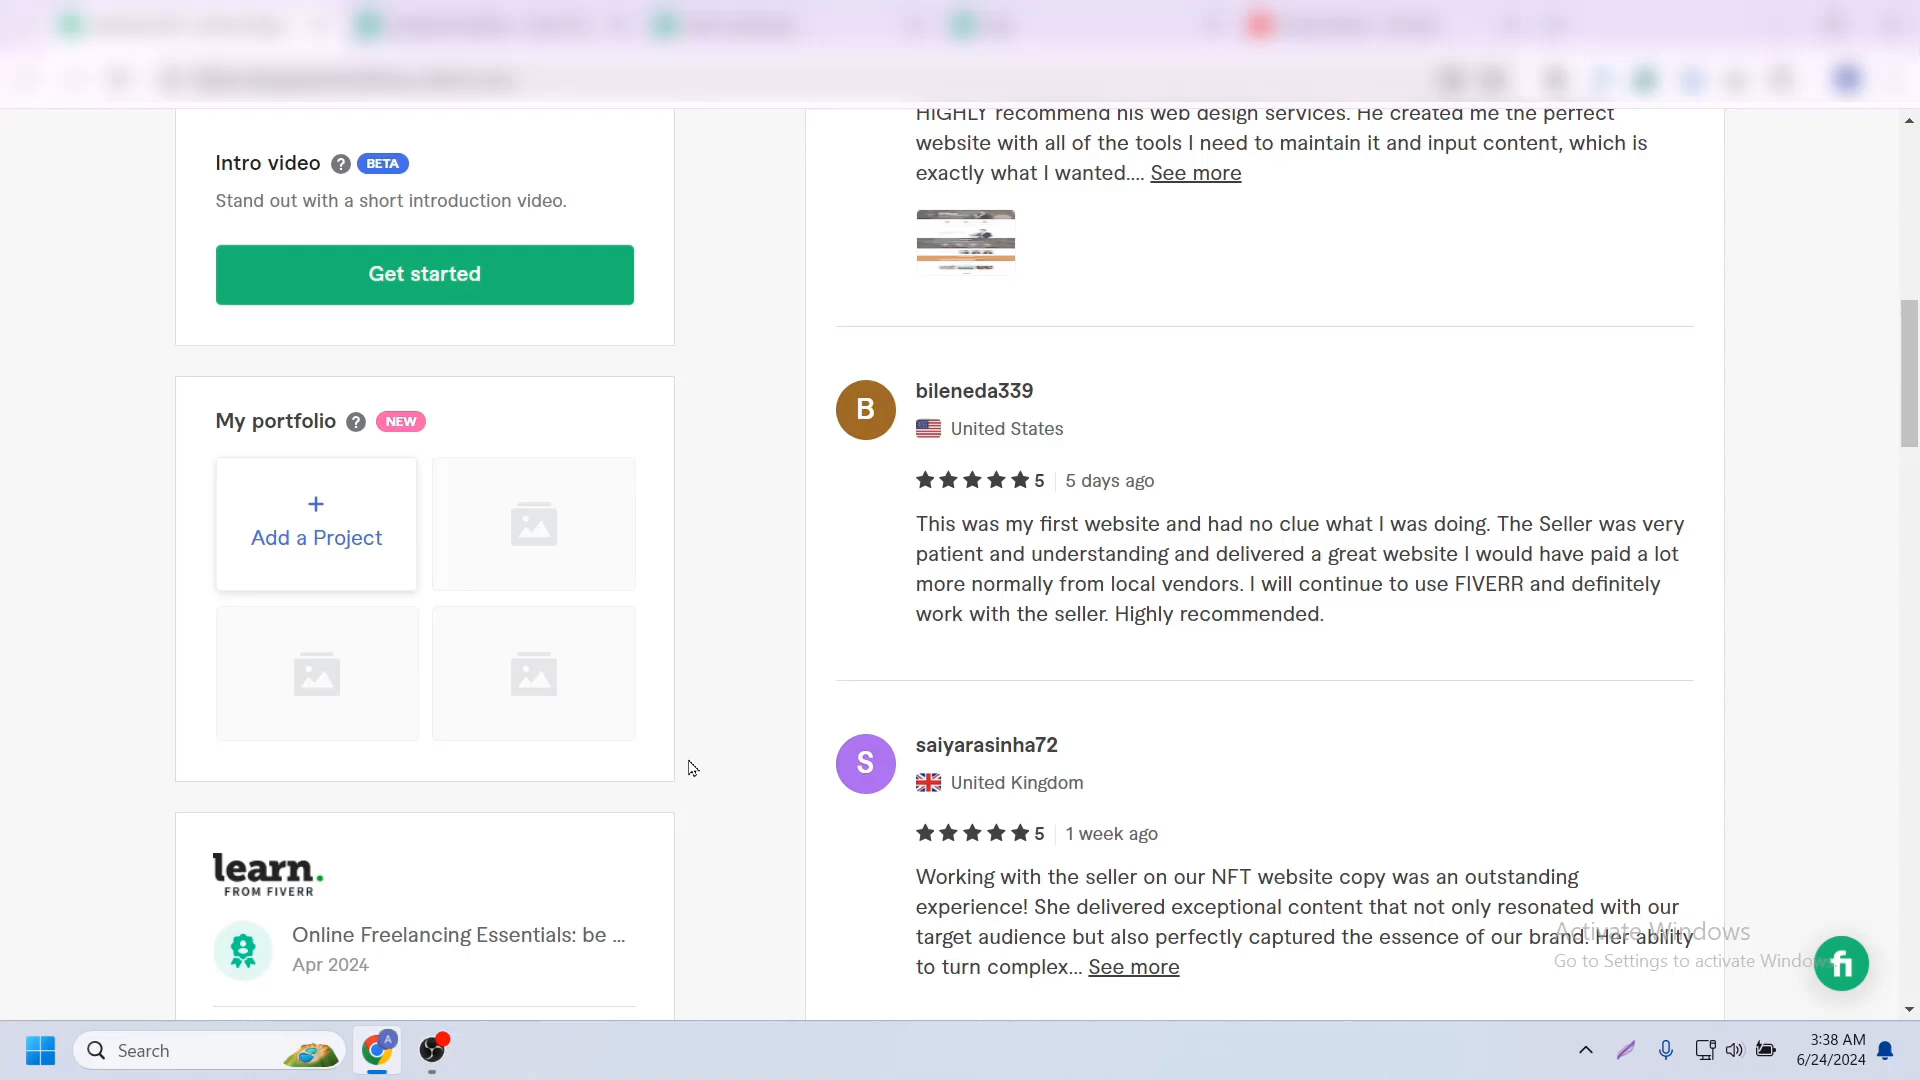 Intro video ? BETA
Stand out with a short introduction video.
Get started
My portfolio ? NEW
+
Add a Project
learn.
FROM FIVERR
Online Freelancing Essentials: be ...
Apr 2024
HIGHLY recommend his web design services. He created me the perfect
website with all of the tools I need to maintain it and input content, which is
exactly what I wanted.... See more
B
bileneda339
United States
5 5 days ago
This was my first website and had no clue what I was doing. The Seller was very
patient and understanding and delivered a great website I would have paid a lot
more normally from local vendors. I will continue to use FIVERR and definitely
work with the seller. Highly recommended.
S
saiyarasinha72
United Kingdom
5 1 week ago
Working with the seller on our NFT website copy was an outstanding
experience! She delivered exceptional content that not only resonated with our
target audience but also perfectly captured the essence of our brand. Her ability
to turn complex... See more
Activate Windows
Go to Settings to activate Windows
fi
Search
A
3:38 AM
6/24/2024